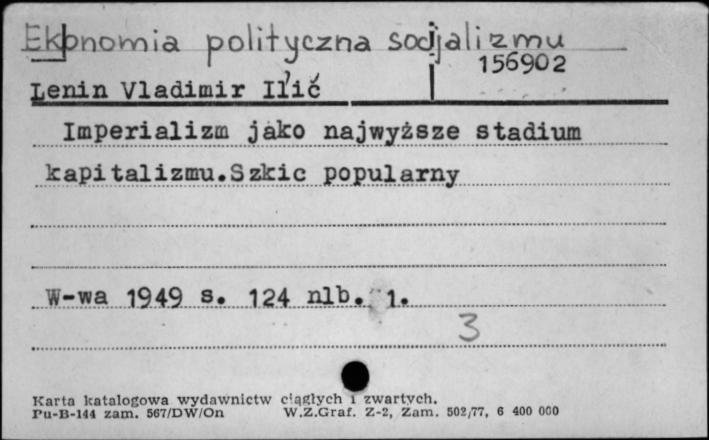 Ekonomia polityczna socjalizmu
156902
Lenin Vladimir Il'ić
Imperializm jako najwyższe stadium
kapitalizmu.Szkic popularny
W-wa 1949 s. 124 nlb. 1.
3
Karta katalogowa wydawnictw ciągłych i zwartych.
Pu-B-144 zam. 567/DW/On W.Z.Graf. Z-2, Zam. 502/77, 6 400 000